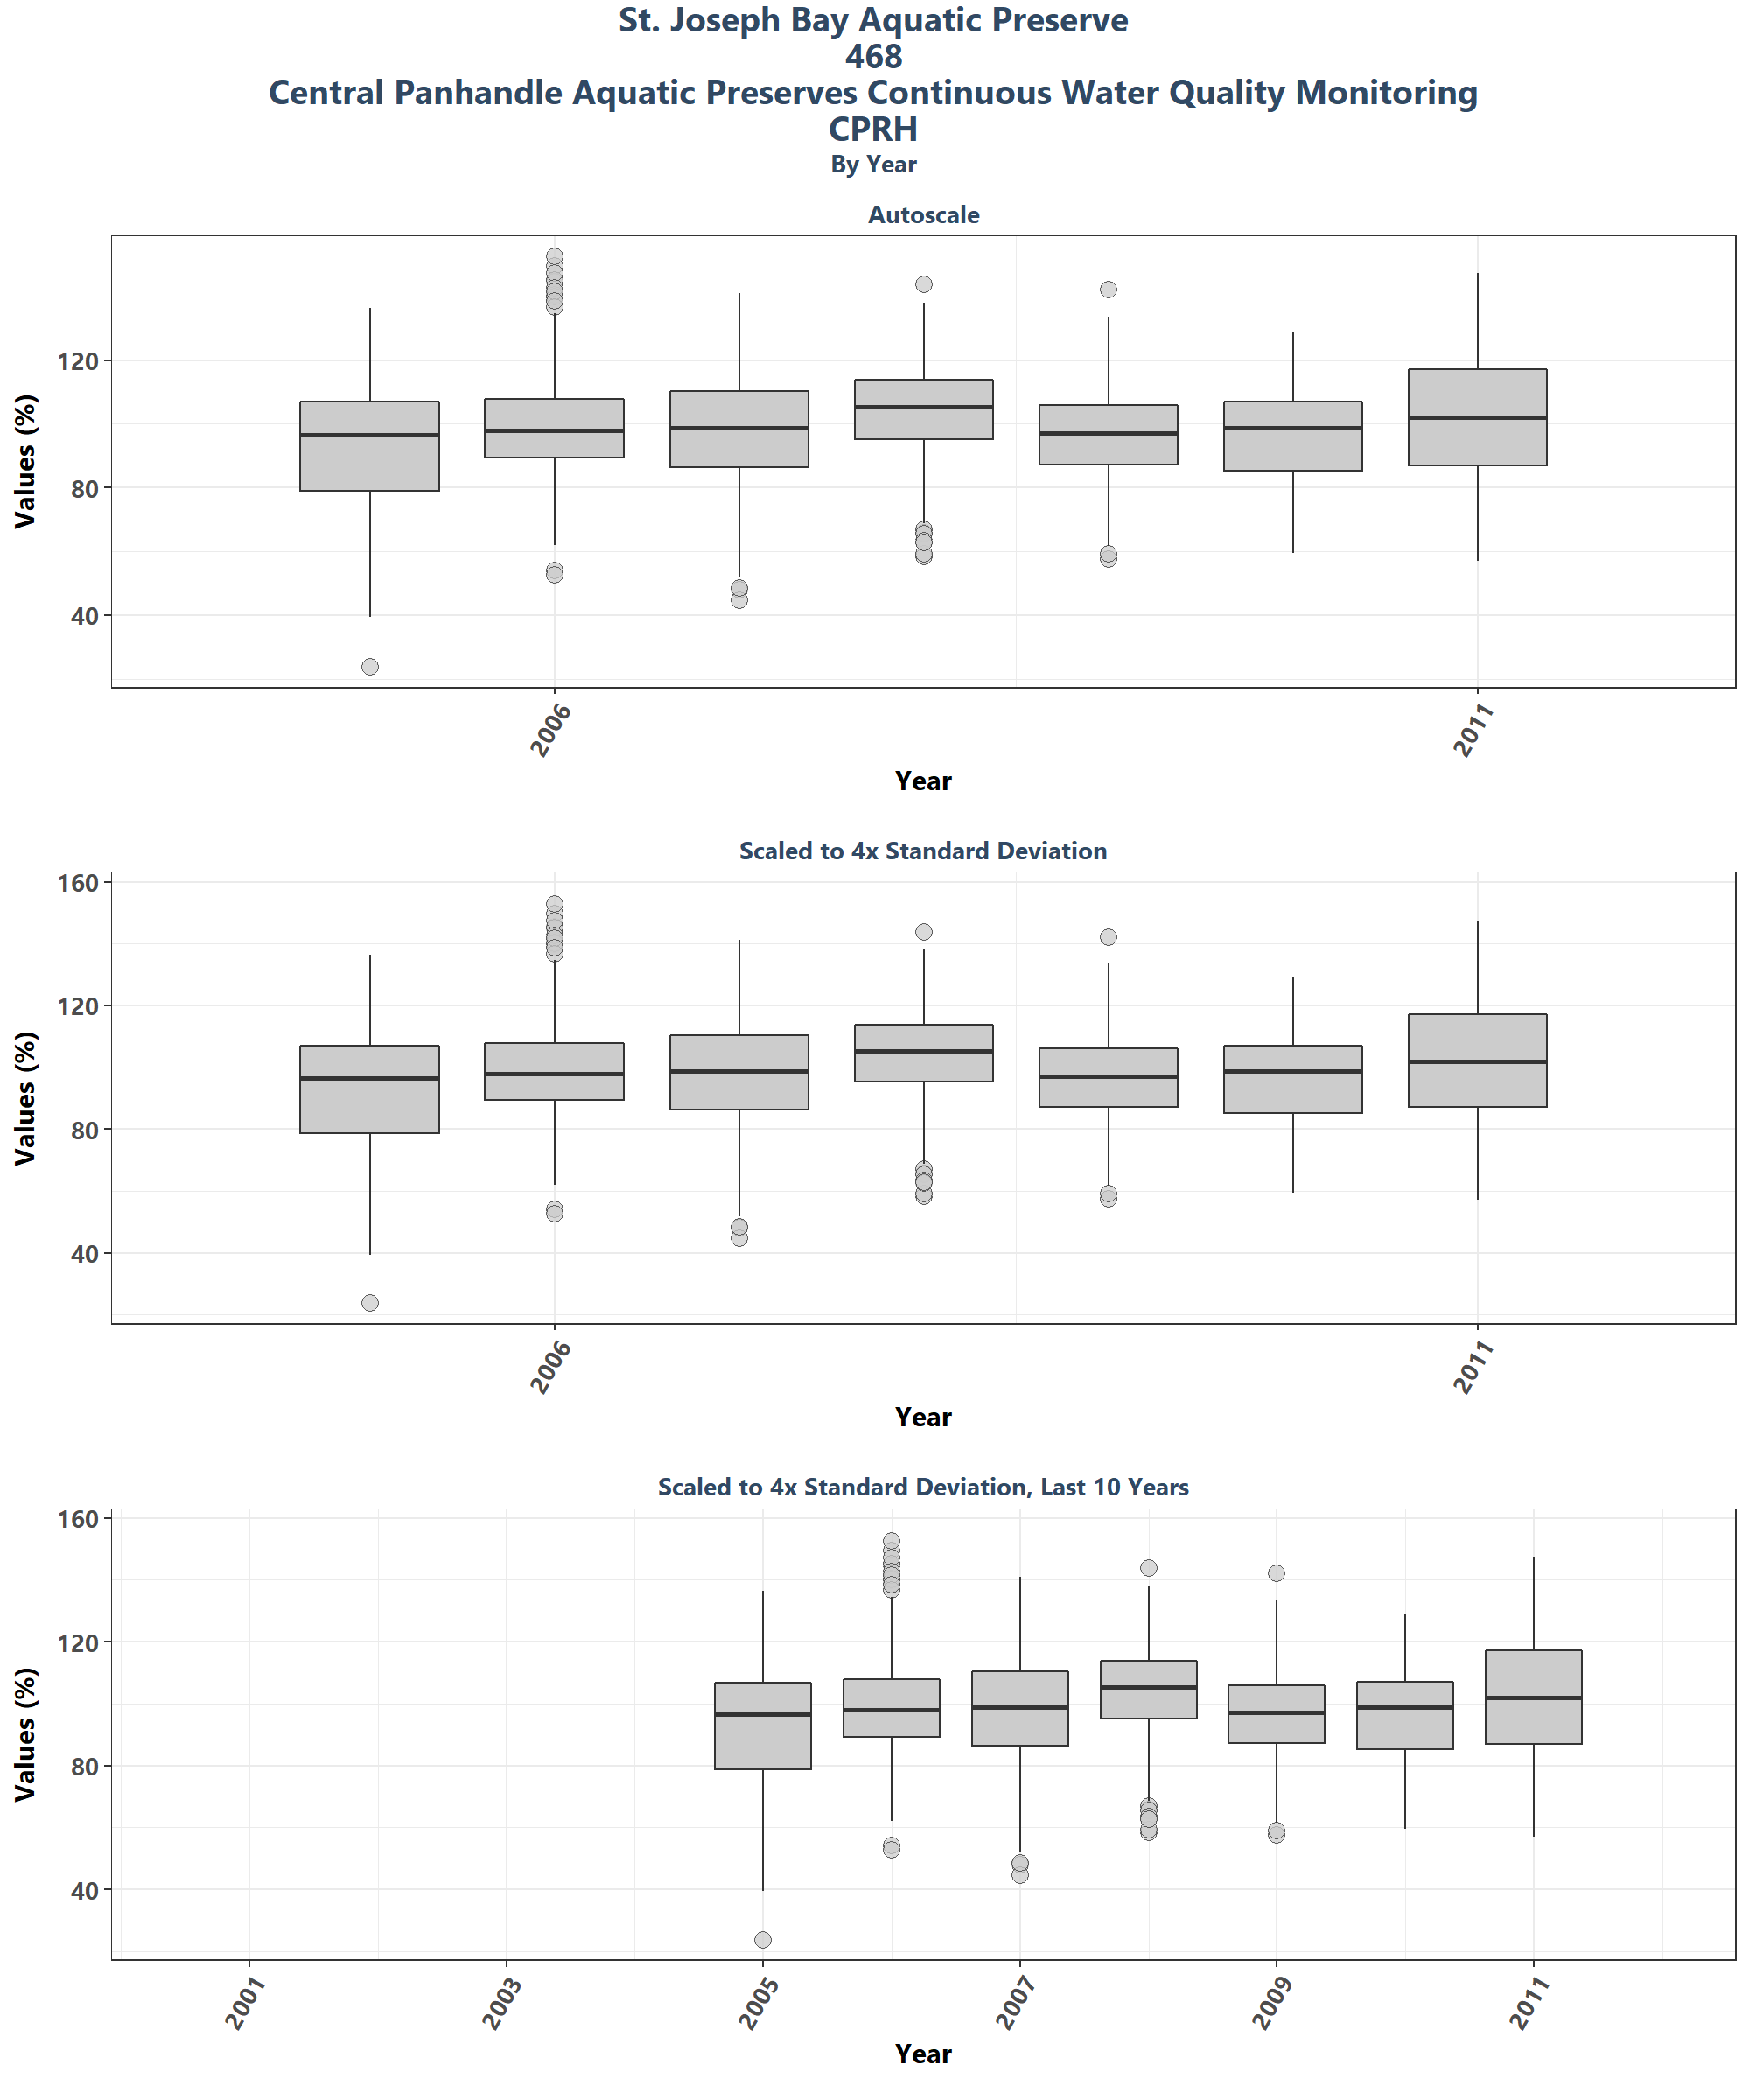 St. Joseph Bay Aquatic Preserve
468
Central Panhandle Aquatic Preserves Continuous Water Quality Monitoring
CPRH
By Year
Autoscale
Values (%)
120
80
40
2006
2011
Year
Scaled to 4x Standard Deviation
Values (%)
160
120
80
40
2006
2011
Year
Scaled to 4x Standard Deviation, Last 10 Years
Values (%)
160
120
80
40
2001
2003
2005
2007
2009
2011
Year